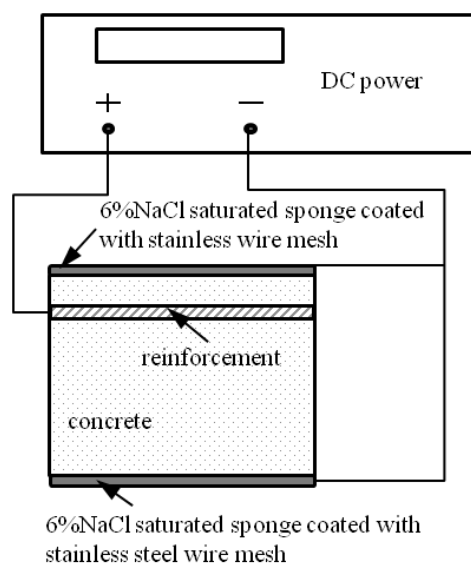 DC power
+ −
6%NaCl saturated sponge coated
with stainless wire mesh
reinforcement
concrete
6%NaCl saturated sponge coated with
stainless steel wire mesh